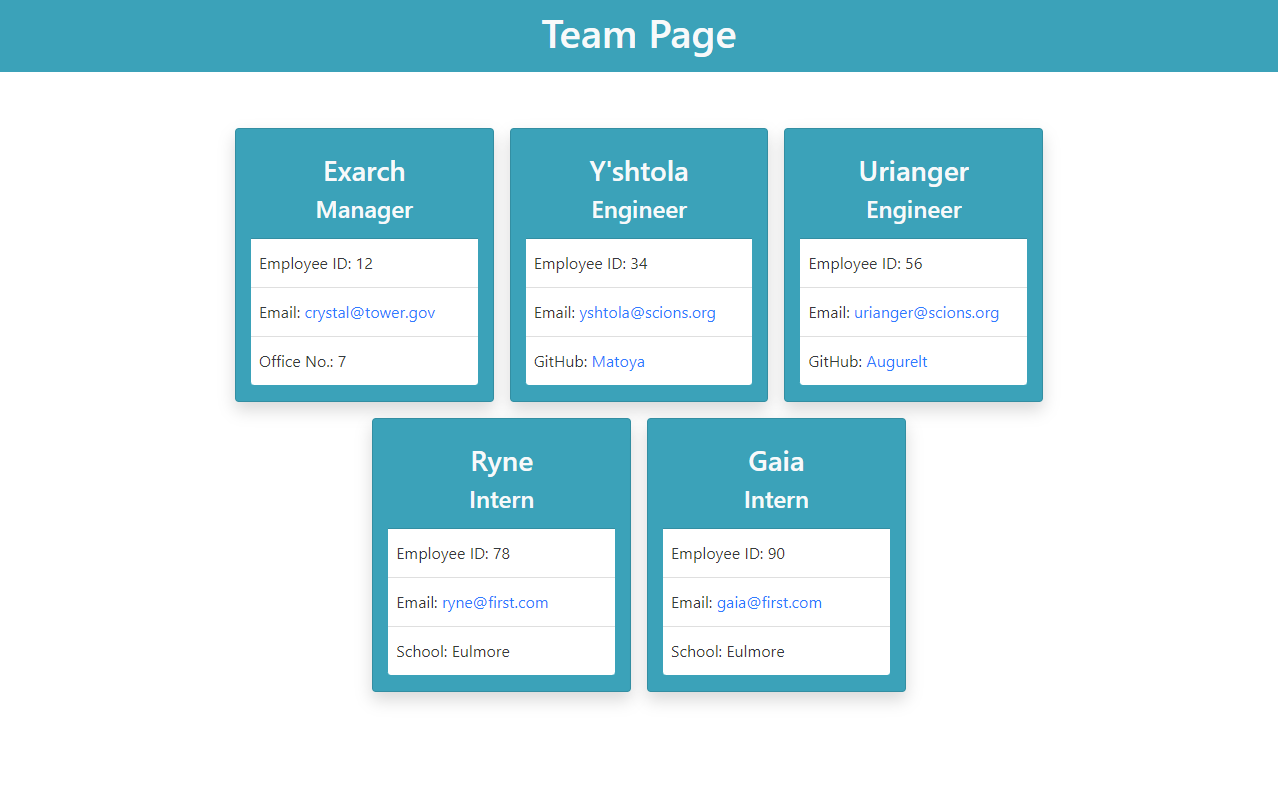 Team Page
Exarch
Manager
Employee ID: 12
Email: crystal@tower.gov
Office No.: 7
Y'shtola
Engineer
Employee ID: 34
Email: yshtola@scions.org
GitHub: Matoya
Urianger
Engineer
Employee ID: 56
Email: urianger@scions.org
GitHub: Augurelt
Ryne
Intern
Employee ID: 78
Email: ryne@first.com
School: Eulmore
Gaia
Intern
Employee ID: 90
Email: gaia@first.com
School: Eulmore